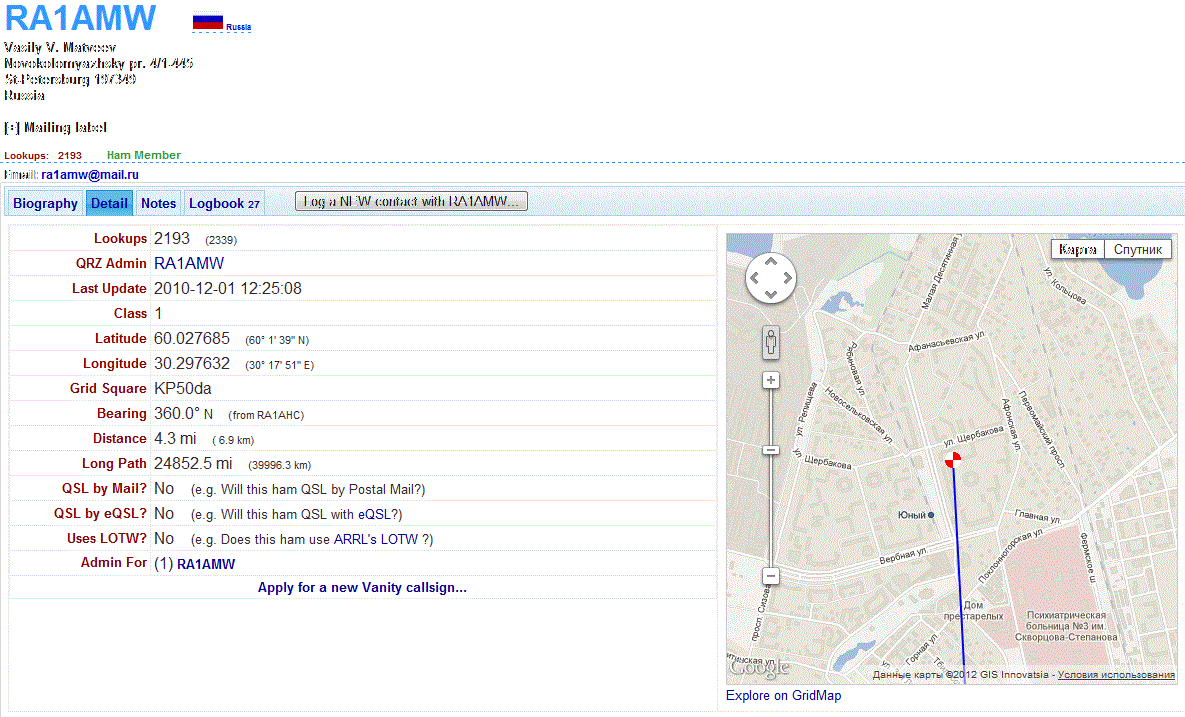 RA1AMW
Russia
Vasily V. Matveev
Novokolomyazhsky pr. 4/1-445
St-Petersburg 197349
Russia
[+] Mailing label
Lookups: 2193 Ham Member
Email: ra1amw@mail.ru
Biography Detail Notes Logbook 27 Log a NEW contact with RA1AMW...
Lookups 2193 (2339)
QRZ Admin RA1AMW
Last Update 2010-12-01 12:25:08
Class 1
Latitude 60.027685 (60° 1' 39'' N)
Longitude 30.297632 (30° 17' 51'' E)
Grid Square KP50da
Bearing 360.0° N (from RA1AHC)
Distance 4.3 mi ( 6.9 km)
Long Path 24852.5 mi (39996.3 km)
QSL by Mail? No (e.g. Will this ham QSL by Postal Mail?)
QSL by eQSL? No (e.g. Will this ham QSL with eQSL?)
Uses LOTW? No (e.g. Does this ham use ARRL's LOTW ?)
Admin For (1) RA1AMW
Apply for a new Vanity callsign...
Карта Спутник
Малая Десятинная ул.
ул. Кольцова
Афанасьевская ул.
Рябиновая ул.
ул. Репищева
Новосельковская ул.
Афонская ул.
Первомайский просп.
ул. Щербакова
ул. Щербакова
Юный
Главная ул.
Поклонногорская ул.
Фермское ш.
Вербная ул.
просп. Сизова
Дом
престарелых
Психиатрическая
больница №3 им.
Скворцова-Степанова
Горная ул.
Google
Данные карты ©2012 GIS Innovatsia - Условия использования
Explore on GridMap